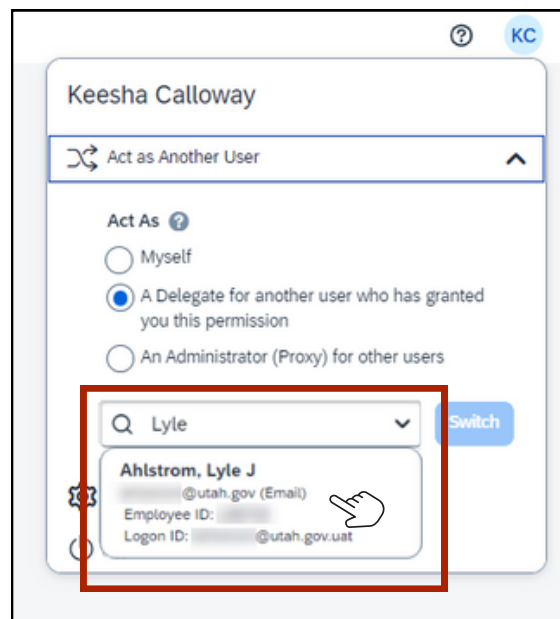 KC
Keesha Calloway
Act as Another User
Act As
Myself
A Delegate for another user who has granted
you this permission
An Administrator (Proxy) for other users
Lyle
Switch
Ahlstrom, Lyle J
@utah.gov (Email)
Employee ID:
Logon ID: @utah.gov.uat